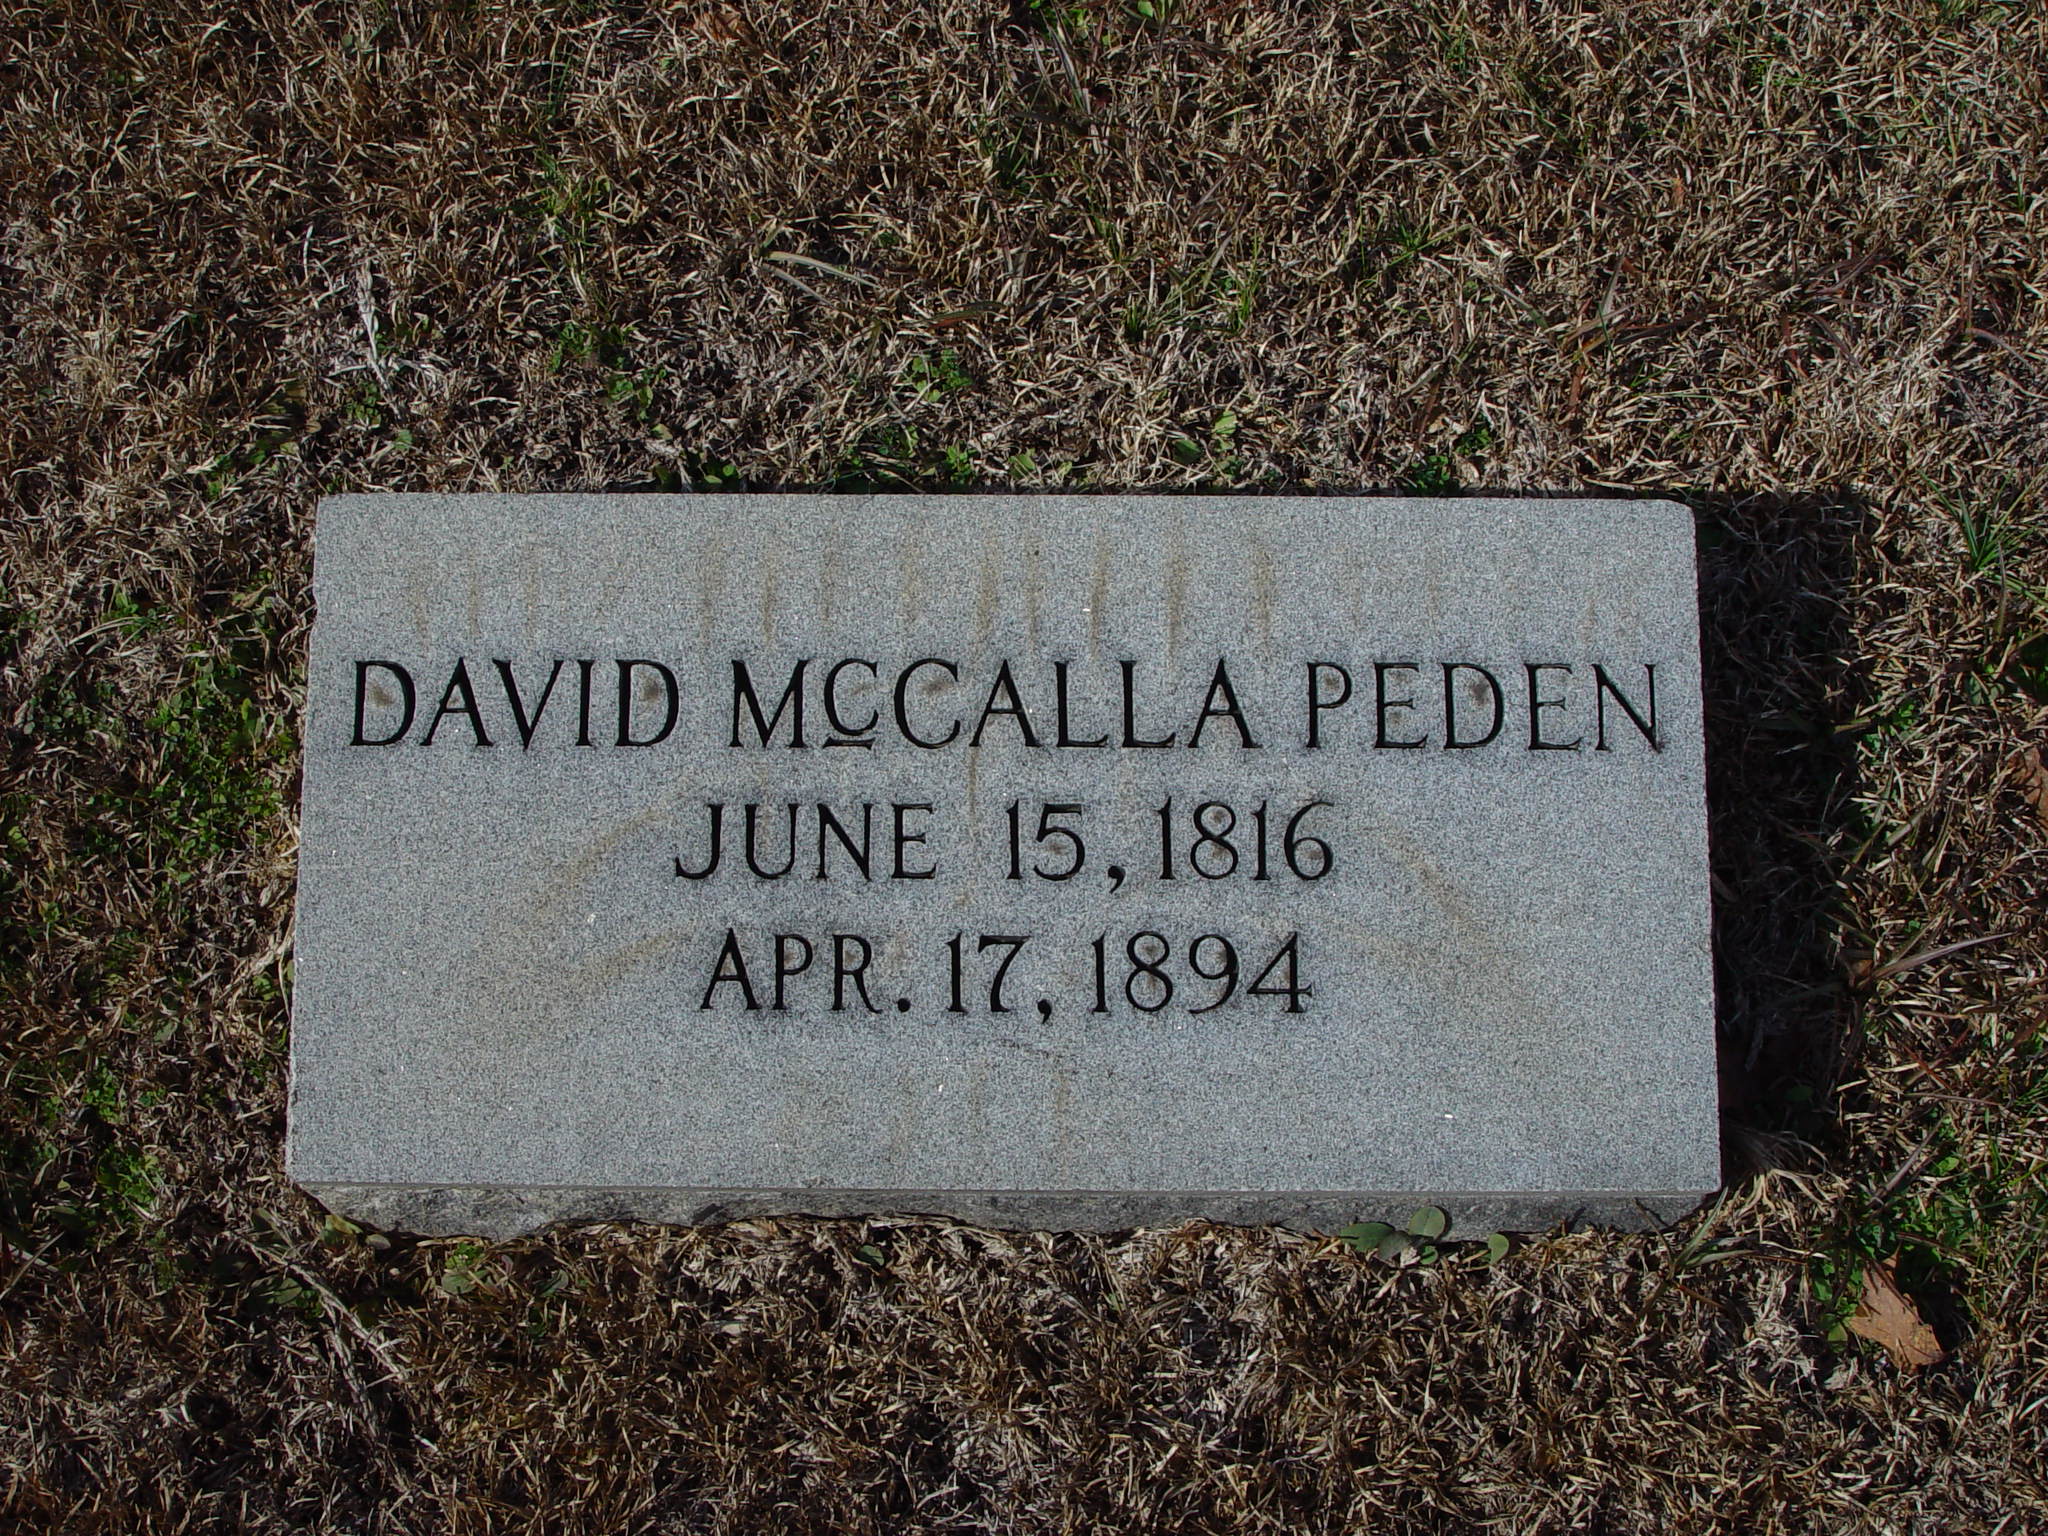 DAVID McCALLA PEDEN
JUNE 15, 1816
APR. 17, 1894